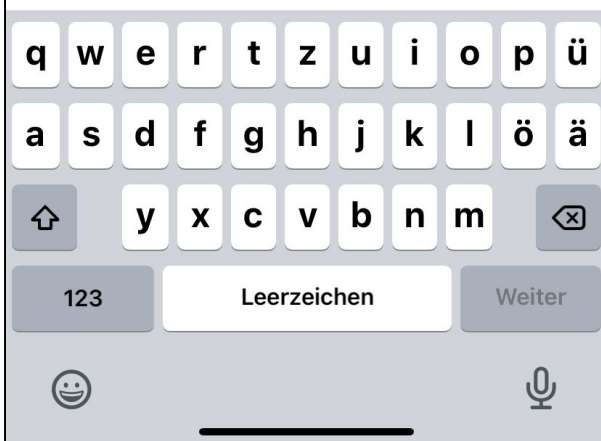 q w e r t z u i o p ü
a s d f g h j k l ö ä
y x c v b n m
123 Leerzeichen Weiter